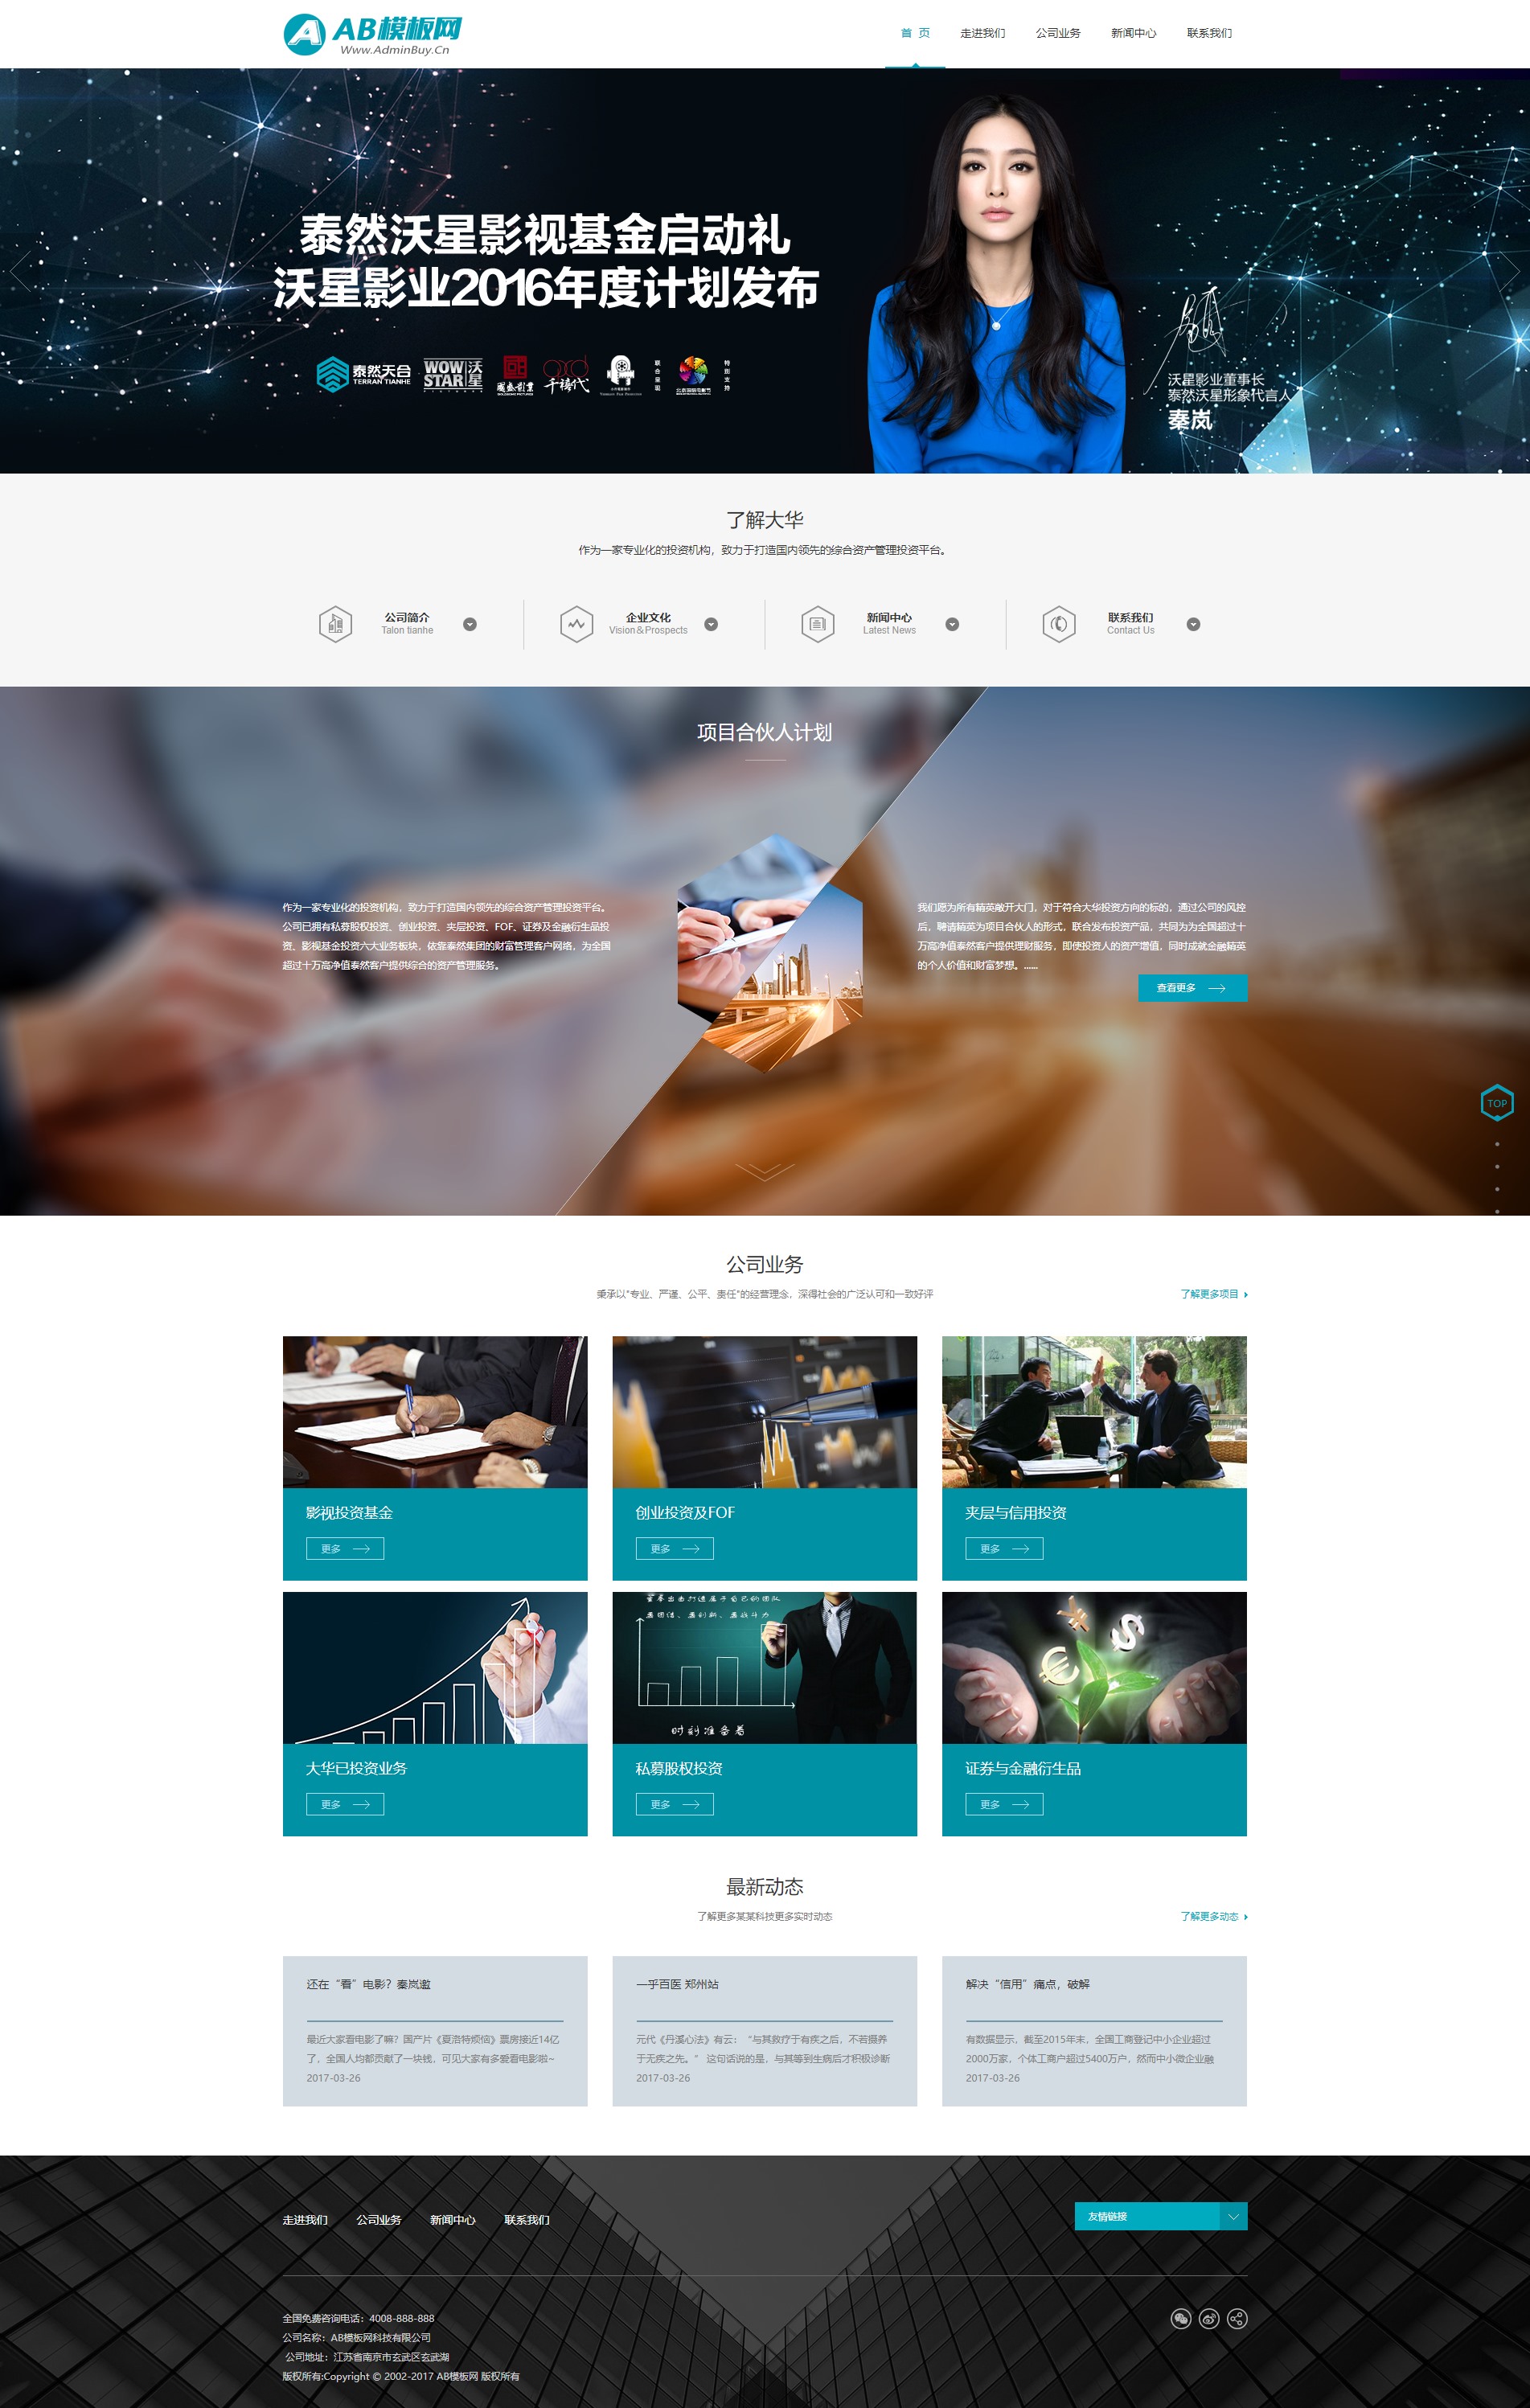 AB模板网
Www.AdminBuy.Cn
首 页
走进我们
公司业务
新闻中心
联系我们
泰然沃星影视基金启动礼
沃星影业2016年度计划发布
泰然天合
TERRAN TIANHE
WOW STAR 沃星
千禧代
联合呈现
特别支持
沃星影业董事长
泰然沃星形象代言人
秦岚
了解大华
作为一家专业化的投资机构，致力于打造国内领先的综合资产管理投资平台。
公司简介
Talon tianhe
企业文化
Vision＆Prospects
新闻中心
Latest News
联系我们
Contact Us
项目合伙人计划
作为一家专业化的投资机构，致力于打造国内领先的综合资产管理投资平台。
公司已拥有私募股权投资、创业投资、夹层投资、FOF、证券及金融衍生品投
资、影视基金投资六大业务板块，依靠泰然集团的财富管理客户网络，为全国
超过十万高净值泰然客户提供综合的资产管理服务。
我们愿为所有精英敞开大门，对于符合大华投资方向的标的，通过公司的风控
后，聘请精英为项目合伙人的形式，联合发布投资产品，共同为为全国超过十
万高净值泰然客户提供理财服务，即使投资人的资产增值，同时成就金融精英
的个人价值和财富梦想。......
查看更多
TOP
公司业务
秉承以"专业、严谨、公平、责任"的经营理念，深得社会的广泛认可和一致好评
了解更多项目
影视投资基金
更多
创业投资及FOF
更多
夹层与信用投资
更多
时刻准备着
大华已投资业务
更多
私募股权投资
更多
证券与金融衍生品
更多
最新动态
了解更多某某科技更多实时动态
了解更多动态
还在“看”电影？秦岚邀
最近大家看电影了嘛？国产片《夏洛特烦恼》票房接近14亿
了，全国人均都贡献了一块钱，可见大家有多爱看电影啦~
2017-03-26
一乎百医 郑州站
元代《丹溪心法》有云：“与其救疗于有疾之后，不若摄养
于无疾之先。” 这句话说的是，与其等到生病后才积极诊断
2017-03-26
解决“信用”痛点，破解
有数据显示，截至2015年末，全国工商登记中小企业超过
2000万家，个体工商户超过5400万户，然而中小微企业融
2017-03-26
走进我们
公司业务
新闻中心
联系我们
友情链接
全国免费咨询电话：4008-888-888
公司名称：AB模板网科技有限公司
公司地址：江苏省南京市玄武区玄武湖
版权所有:Copyright © 2002-2017 AB模板网 版权所有